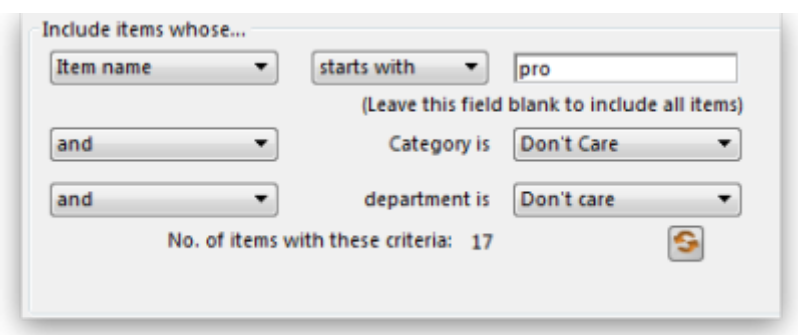 Include items whose...
Item name starts with pro
(Leave this field blank to include all items)
and Category is Don't Care
and department is Don't care
No. of items with these criteria: 17